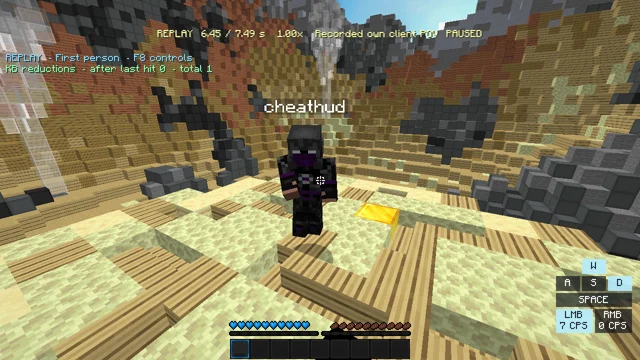 REPLAY 6.45 / 7.49 s 1.00x Recorded own client POV PAUSED
REPLAY - First person - F8 controls
KB reductions - after last hit 0 - total 1
cheathud
W
A S D
SPACE
LMB RMB
7 CPS 0 CPS